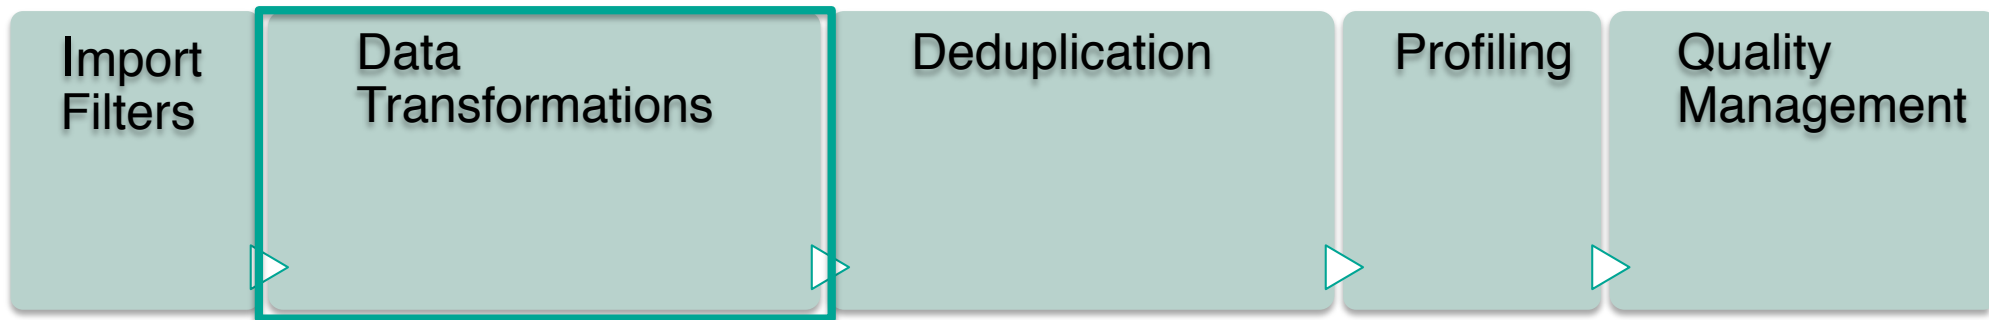 Import
Filters
Data
Transformations
Deduplication
Profiling
Quality
Management